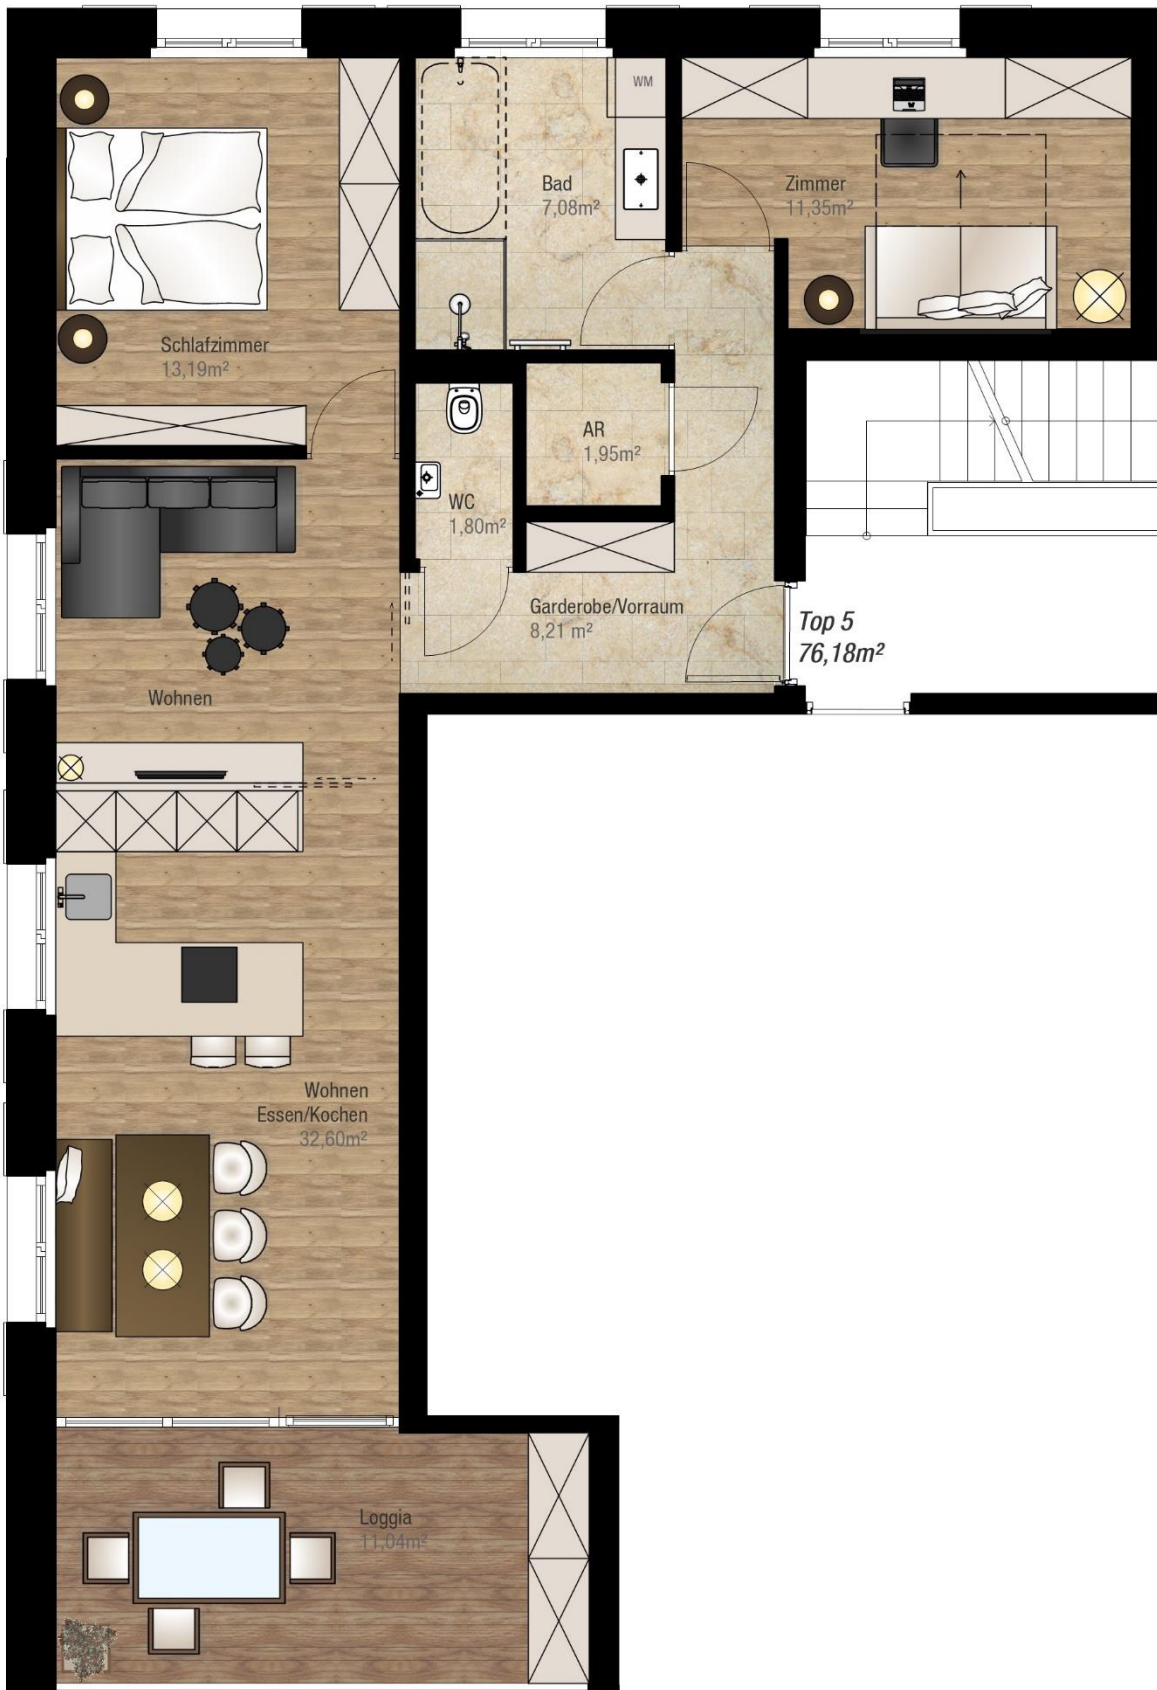 WM
Bad
7,08m²
Zimmer
11,35m²
Schlafzimmer
13,19m²
AR
1,95m²
WC
1,80m²
Garderobe/Vorraum
8,21 m²
Top 5
76,18m²
Wohnen
Wohnen
Essen/Kochen
32,60m²
Loggia
11,04m²